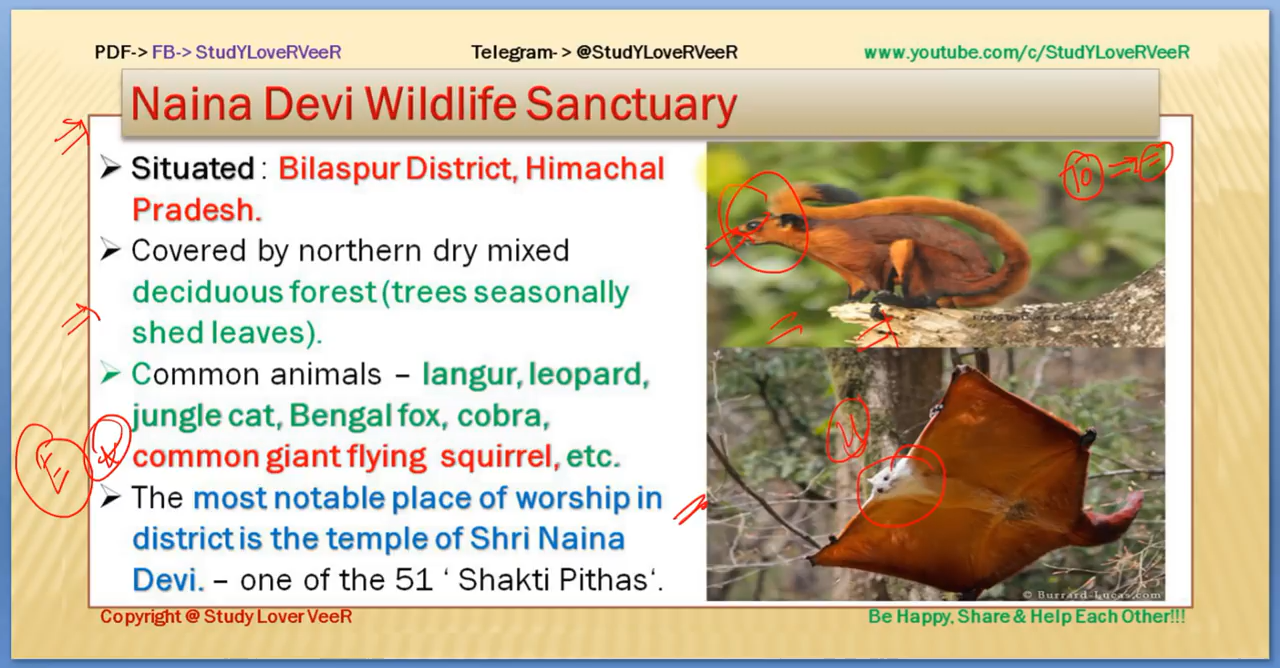 PDF-> FB-> StudYLoveRVeeR
Telegram- > @StudYLoveRVeeR
www.youtube.com/c/StudYLoveRVeeR
Naina Devi Wildlife Sanctuary
➤ Situated : Bilaspur District, Himachal
Pradesh.
➤ Covered by northern dry mixed
deciduous forest (trees seasonally
shed leaves).
➤ Common animals – langur, leopard,
jungle cat, Bengal fox, cobra,
common giant flying squirrel, etc.
➤ The most notable place of worship in
district is the temple of Shri Naina
Devi. – one of the 51 ‘ Shakti Pithas‘.
© Burrard-Lucas.com
Copyright @ Study Lover VeeR
Be Happy, Share & Help Each Other!!!